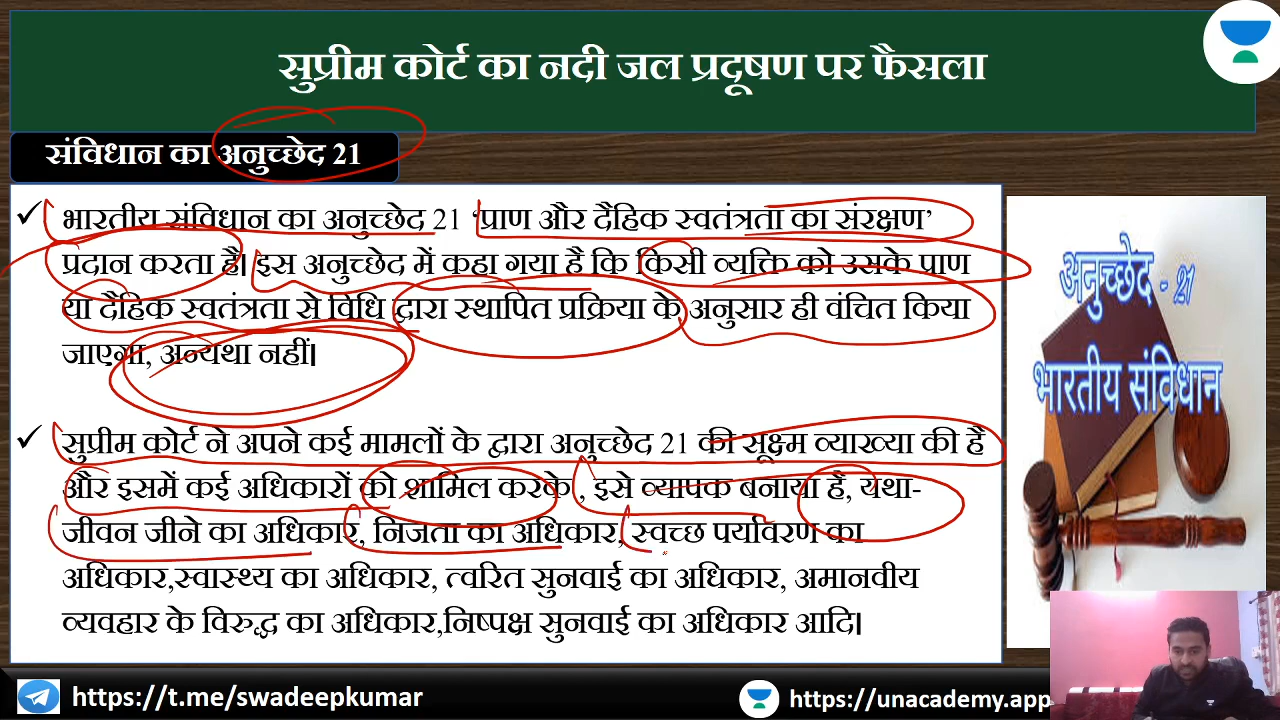 सुप्रीम कोर्ट का नदी जल प्रदूषण पर फैसला
संविधान का अनुच्छेद 21
✓ भारतीय संविधान का अनुच्छेद 21 ‘प्राण और दैहिक स्वतंत्रता का संरक्षण’
प्रदान करता है। इस अनुच्छेद में कहा गया है कि किसी व्यक्ति को उसके प्राण
या दैहिक स्वतंत्रता से विधि द्वारा स्थापित प्रक्रिया के अनुसार ही वंचित किया
जाएगा, अन्यथा नहीं।
✓ सुप्रीम कोर्ट ने अपने कई मामलों के द्वारा अनुच्छेद 21 की सूक्ष्म व्याख्या की है
और इसमें कई अधिकारों को शामिल करके , इसे व्यापक बनाया है, यथा-
जीवन जीने का अधिकार, निजता का अधिकार, स्वच्छ पर्यावरण का
अधिकार,स्वास्थ्य का अधिकार, त्वरित सुनवाई का अधिकार, अमानवीय
व्यवहार के विरुद्ध का अधिकार,निष्पक्ष सुनवाई का अधिकार आदि।
अनुच्छेद - 21
भारतीय संविधान
https://t.me/swadeepkumar
https://unacademy.app